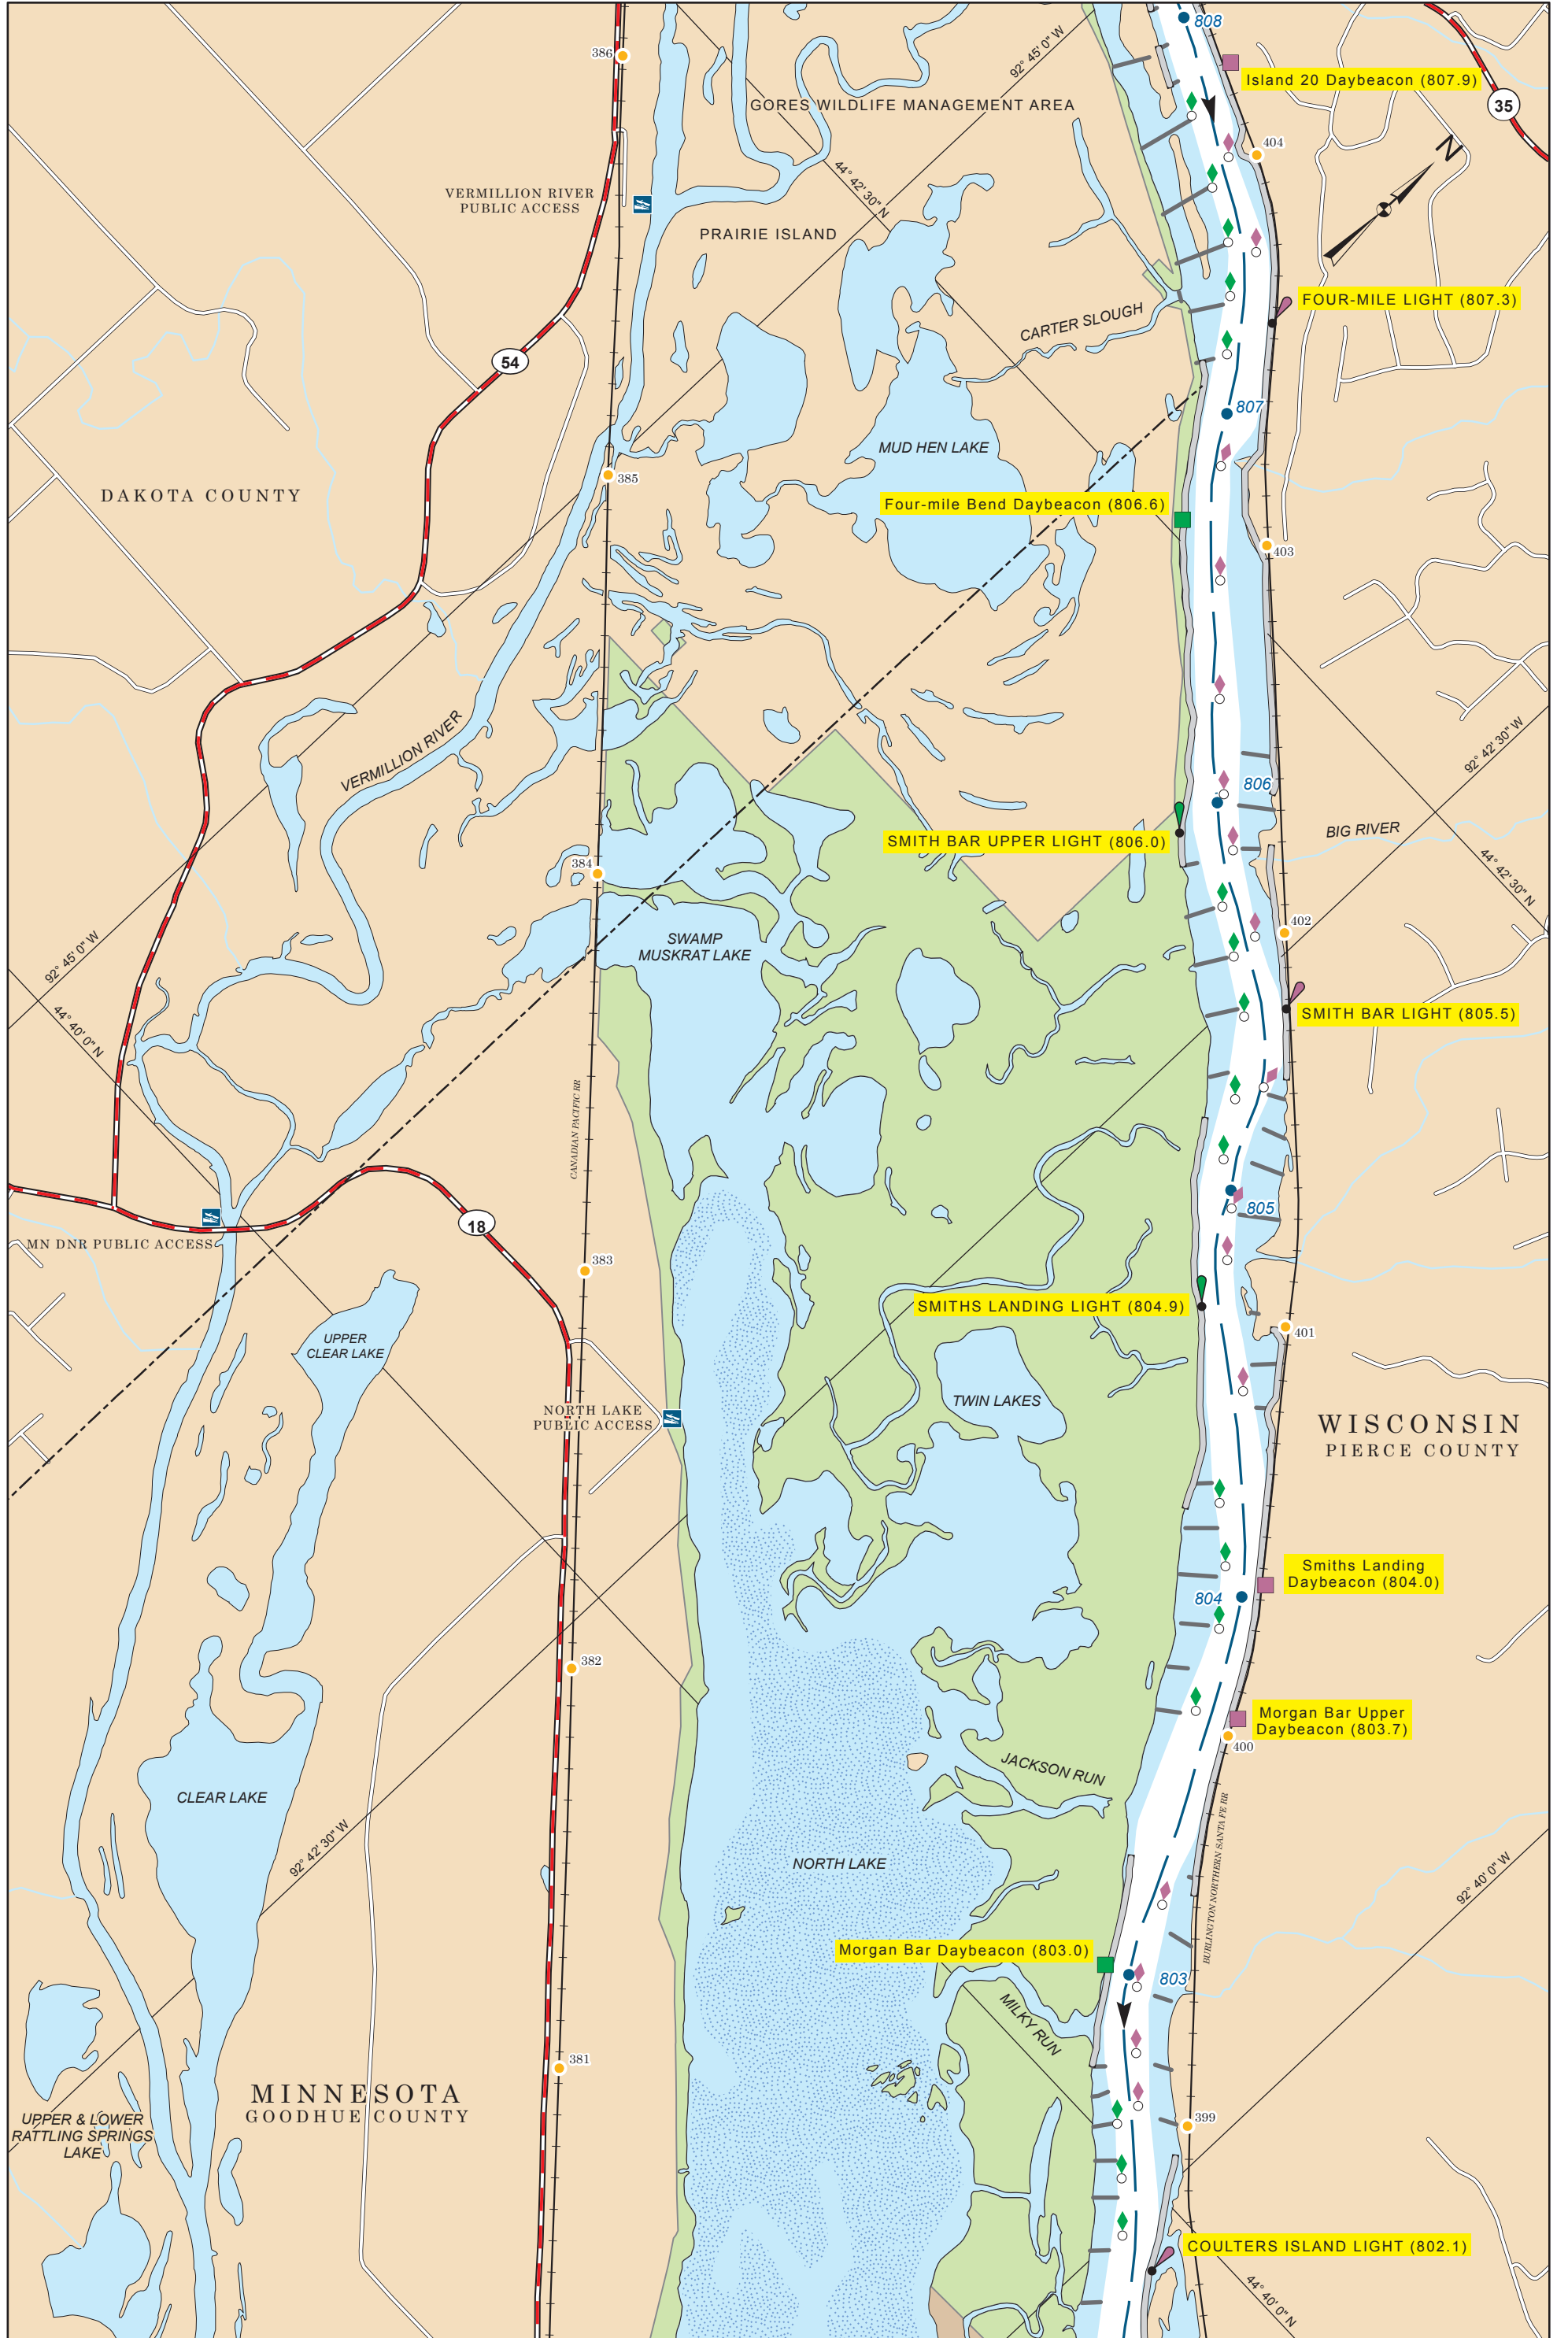 808
386
Island 20 Daybeacon (807.9)
92° 45' 0" W
GORES WILDLIFE MANAGEMENT AREA
35
404
N
44° 42' 30" N
VERMILLION RIVER
PUBLIC ACCESS
PRAIRIE ISLAND
FOUR-MILE LIGHT (807.3)
CARTER SLOUGH
54
807
MUD HEN LAKE
385
DAKOTA COUNTY
Four-mile Bend Daybeacon (806.6)
403
VERMILLION RIVER
92° 42' 30" W
806
BIG RIVER
SMITH BAR UPPER LIGHT (806.0)
384
44° 42' 30" N
402
SWAMP
MUSKRAT LAKE
92° 45' 0" W
SMITH BAR LIGHT (805.5)
44° 40' 0" N
CANADIAN PACIFIC RR
805
18
MN DNR PUBLIC ACCESS
383
SMITHS LANDING LIGHT (804.9)
401
UPPER
CLEAR LAKE
TWIN LAKES
NORTH LAKE
PUBLIC ACCESS
WISCONSIN
PIERCE COUNTY
Smiths Landing
Daybeacon (804.0)
804
382
Morgan Bar Upper
Daybeacon (803.7)
400
JACKSON RUN
CLEAR LAKE
BURLINGTON NORTHERN SANTA FE RR
92° 42' 30" W
NORTH LAKE
92° 40' 0" W
Morgan Bar Daybeacon (803.0)
803
MILKY RUN
381
MINNESOTA
GOODHUE COUNTY
399
UPPER & LOWER
RATTLING SPRINGS
LAKE
COULTERS ISLAND LIGHT (802.1)
44° 40' 0" N